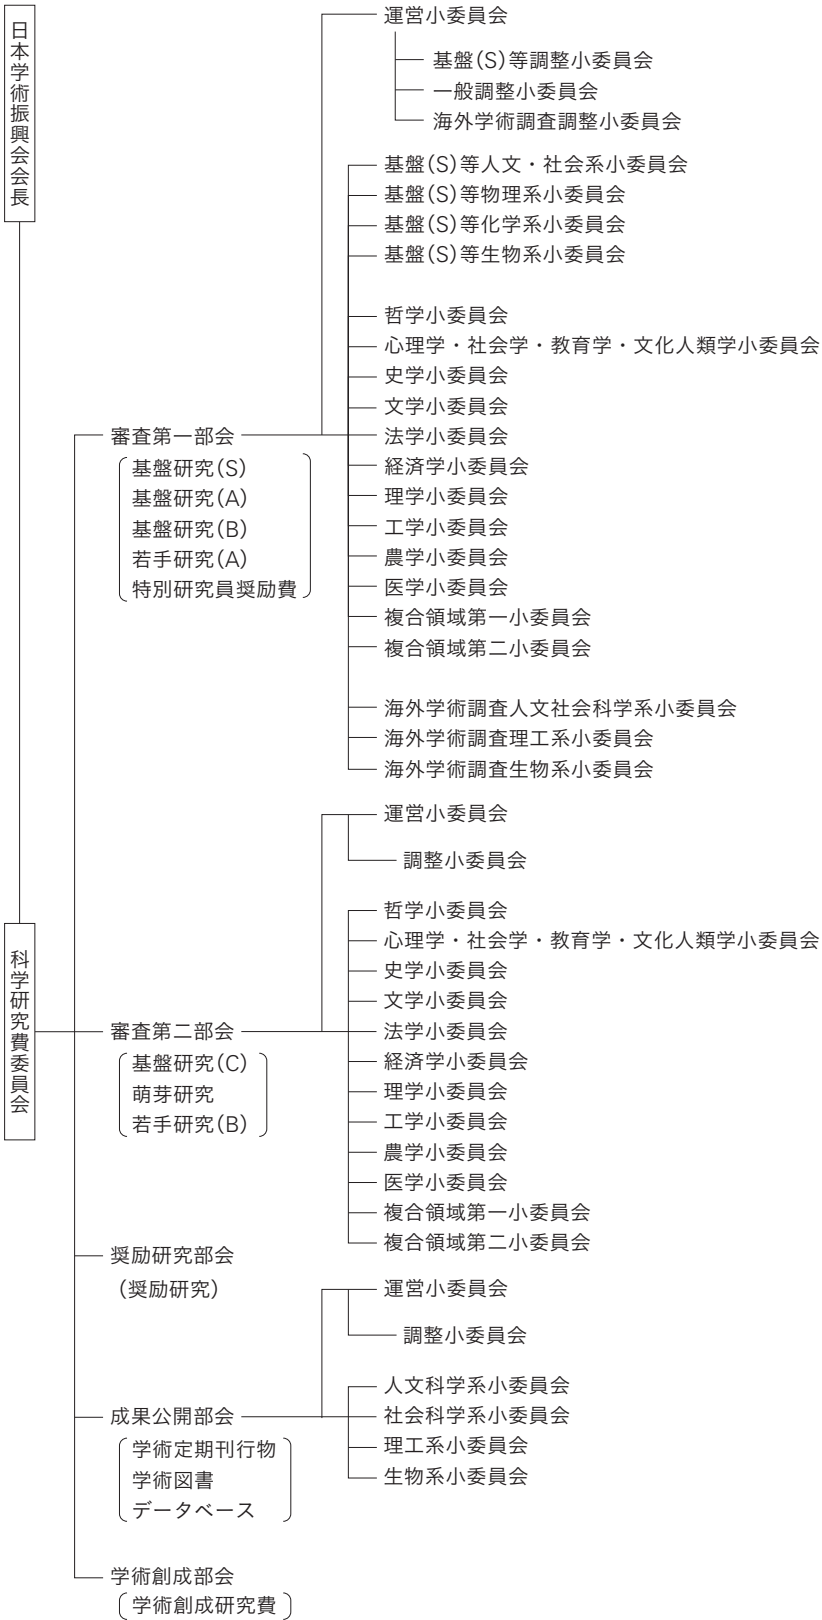 日本学術振興会会長
科学研究費委員会
審査第一部会
基盤研究(S)
基盤研究(A)
基盤研究(B)
若手研究(A)
特別研究員奨励費
運営小委員会
基盤(S)等調整小委員会
一般調整小委員会
海外学術調査調整小委員会
基盤(S)等人文・社会系小委員会
基盤(S)等物理系小委員会
基盤(S)等化学系小委員会
基盤(S)等生物系小委員会
哲学小委員会
心理学・社会学・教育学・文化人類学小委員会
史学小委員会
文学小委員会
法学小委員会
経済学小委員会
理学小委員会
工学小委員会
農学小委員会
医学小委員会
複合領域第一小委員会
複合領域第二小委員会
海外学術調査人文社会科学系小委員会
海外学術調査理工系小委員会
海外学術調査生物系小委員会
審査第二部会
基盤研究(C)
萌芽研究
若手研究(B)
運営小委員会
調整小委員会
哲学小委員会
心理学・社会学・教育学・文化人類学小委員会
史学小委員会
文学小委員会
法学小委員会
経済学小委員会
理学小委員会
工学小委員会
農学小委員会
医学小委員会
複合領域第一小委員会
複合領域第二小委員会
奨励研究部会
(奨励研究)
成果公開部会
学術定期刊行物
学術図書
データベース
運営小委員会
調整小委員会
人文科学系小委員会
社会科学系小委員会
理工系小委員会
生物系小委員会
学術創成部会
〔学術創成研究費〕